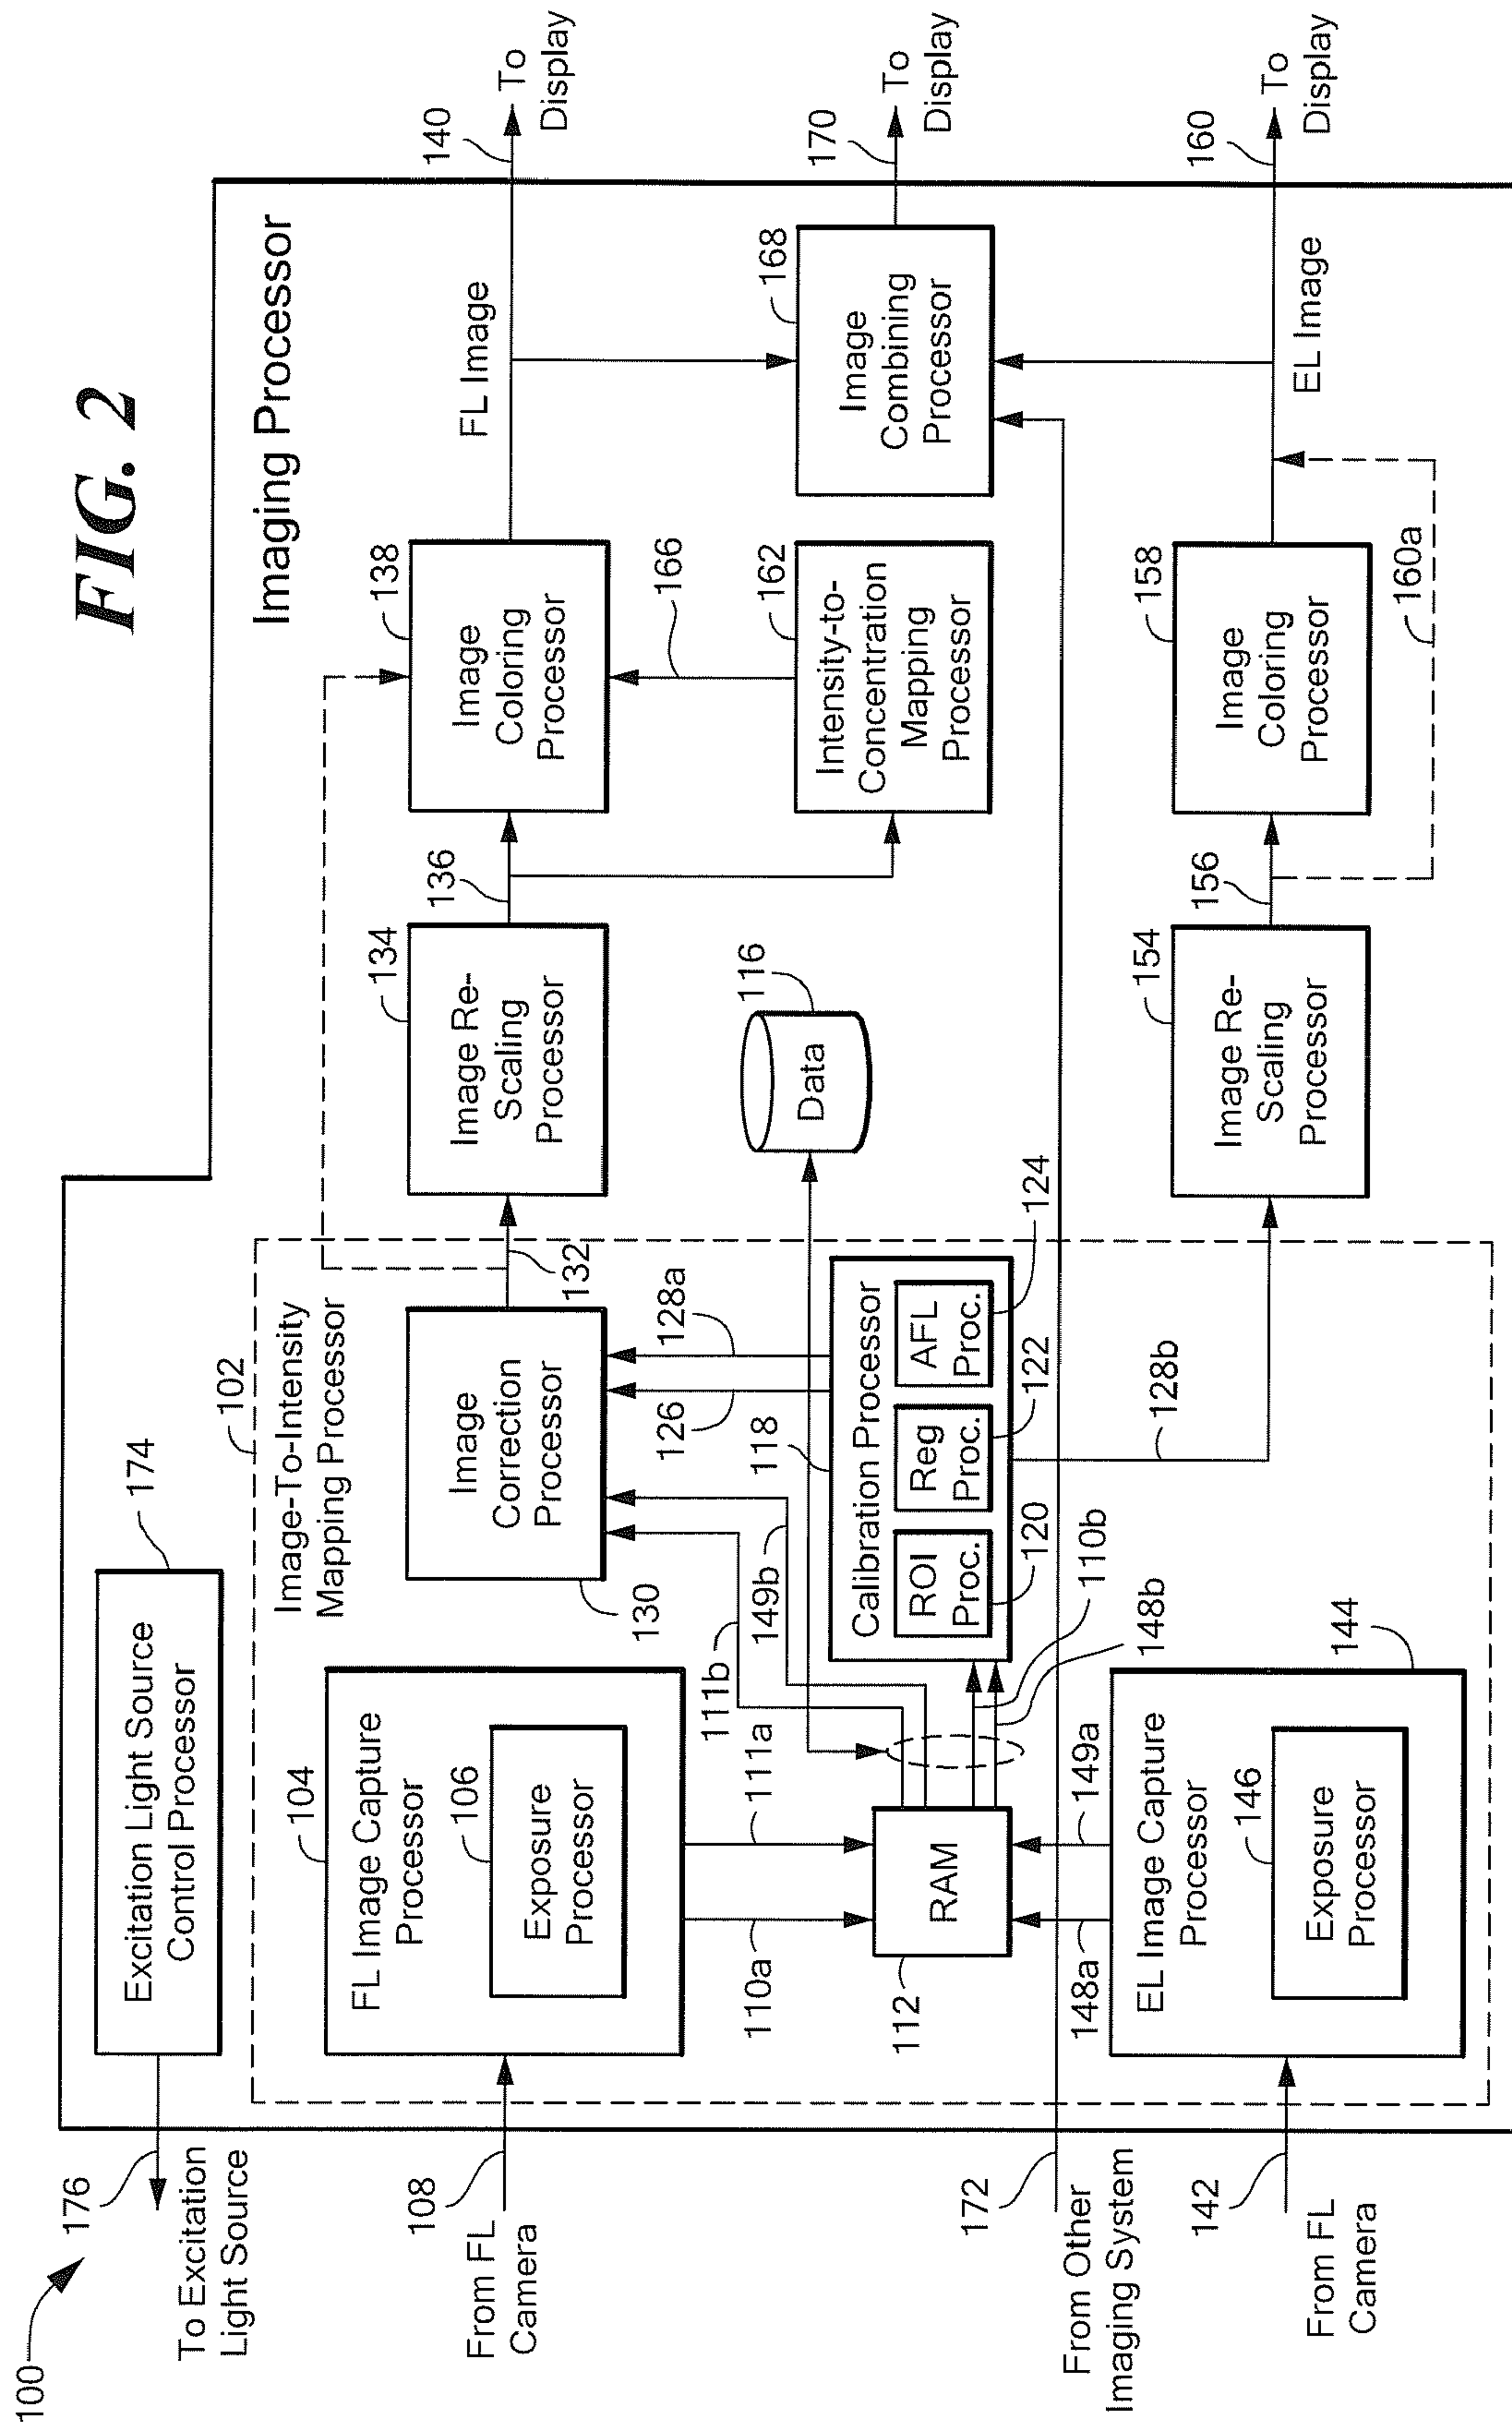 FIG. 2
100
Imaging Processor
176
To Excitation
Light Source
Excitation Light Source
Control Processor
174
102
Image-To-Intensity
Mapping Processor
108
From FL
Camera
104
FL Image Capture
Processor
106
Exposure
Processor
110a
111a
111b
149b
130
Image
Correction
Processor
132
126
128a
134
Image Re-
Scaling
Processor
136
138
Image
Coloring
Processor
FL Image
140
To
Display
166
162
Intensity-to-
Concentration
Mapping
Processor
116
Data
168
Image
Combining
Processor
170
To
Display
112
RAM
118
Calibration Processor
ROI
Proc.
Reg
Proc.
AFL
Proc.
120
122
124
110b
148b
128b
172
From Other
Imaging System
148a
149a
142
From FL
Camera
144
EL Image Capture
Processor
146
Exposure
Processor
154
Image Re-
Scaling
Processor
156
158
Image
Coloring
Processor
160a
EL Image
160
To
Display